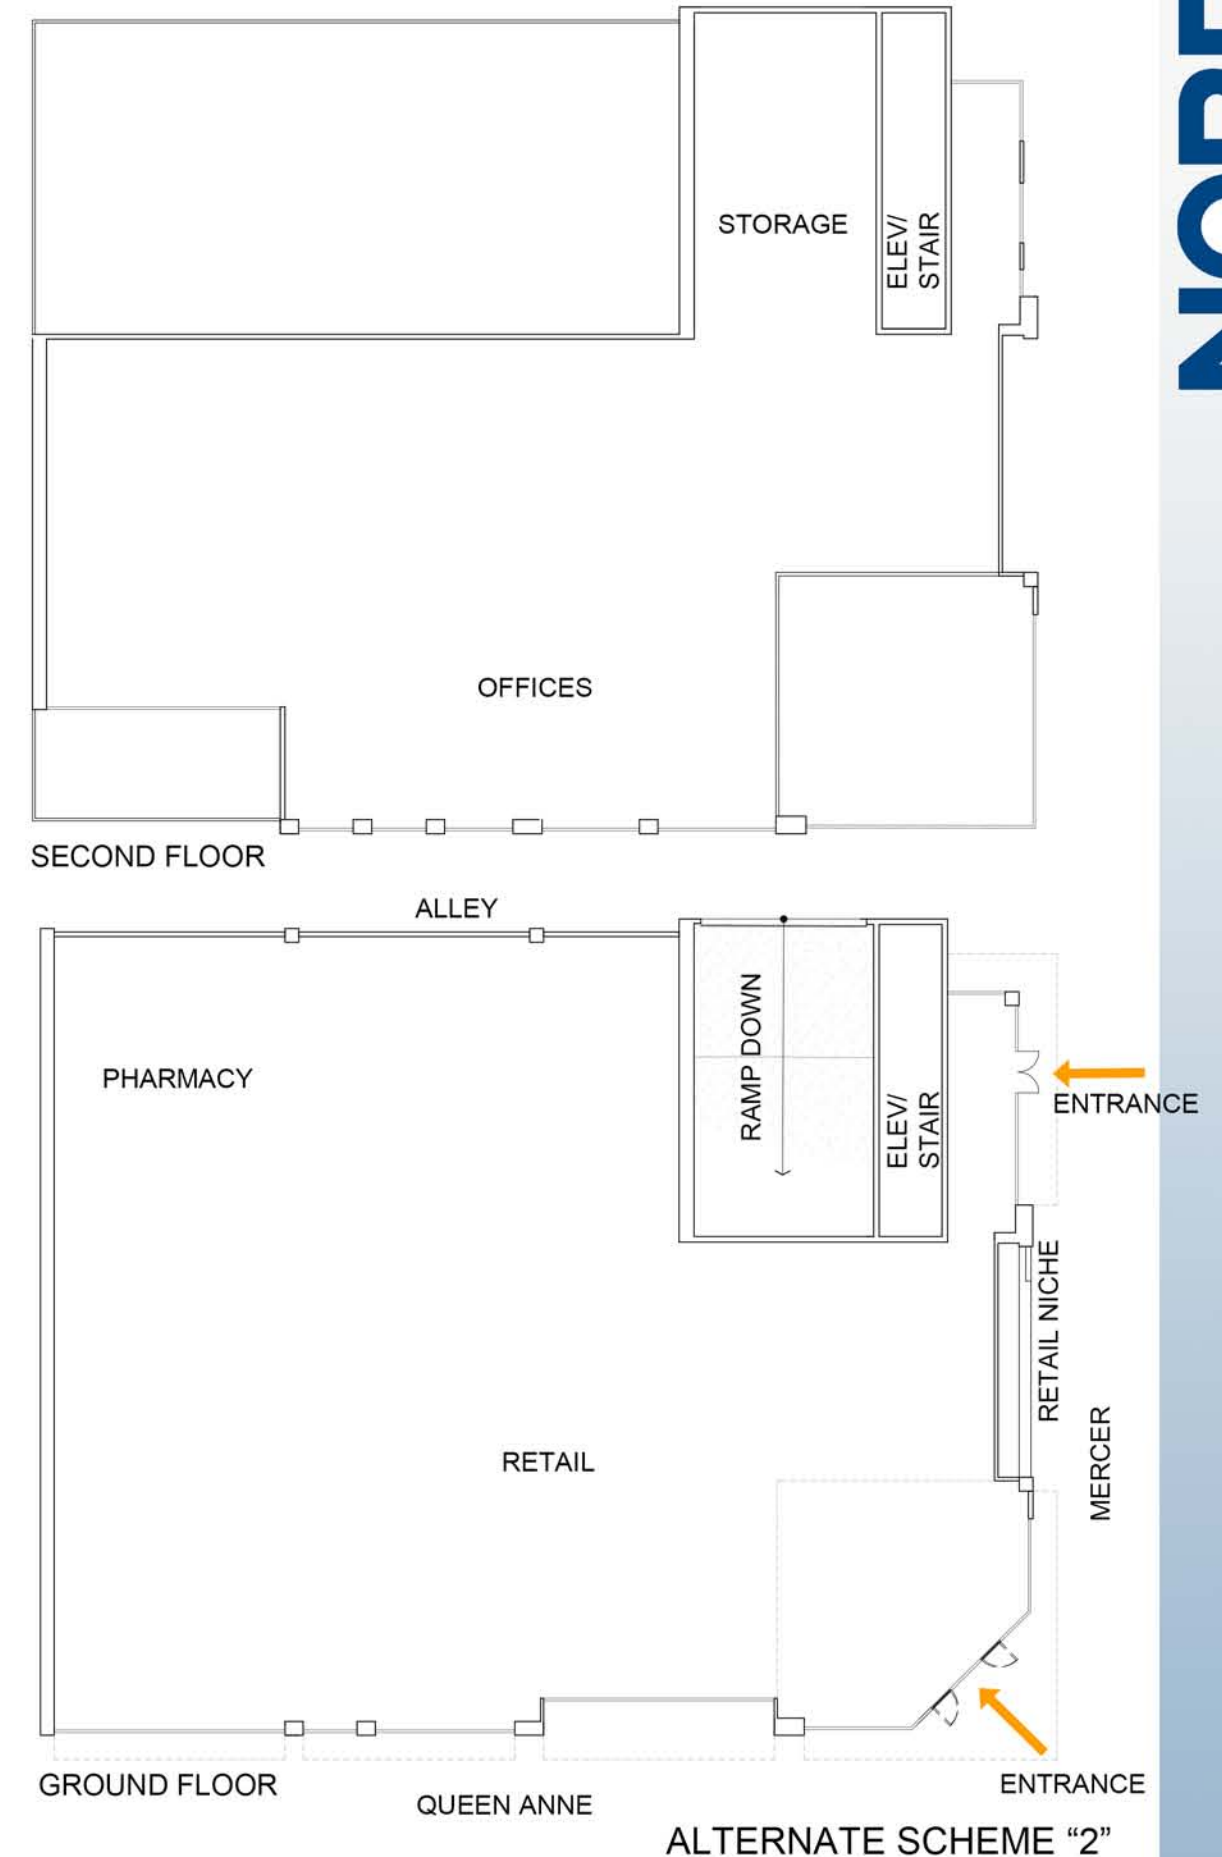 STORAGE
ELEV/
STAIR
OFFICES
SECOND FLOOR
ALLEY
PHARMACY
RAMP DOWN
ELEV/
STAIR
ENTRANCE
RETAIL NICHE
MERCER
RETAIL
GROUND FLOOR
QUEEN ANNE
ENTRANCE
ALTERNATE SCHEME “2”